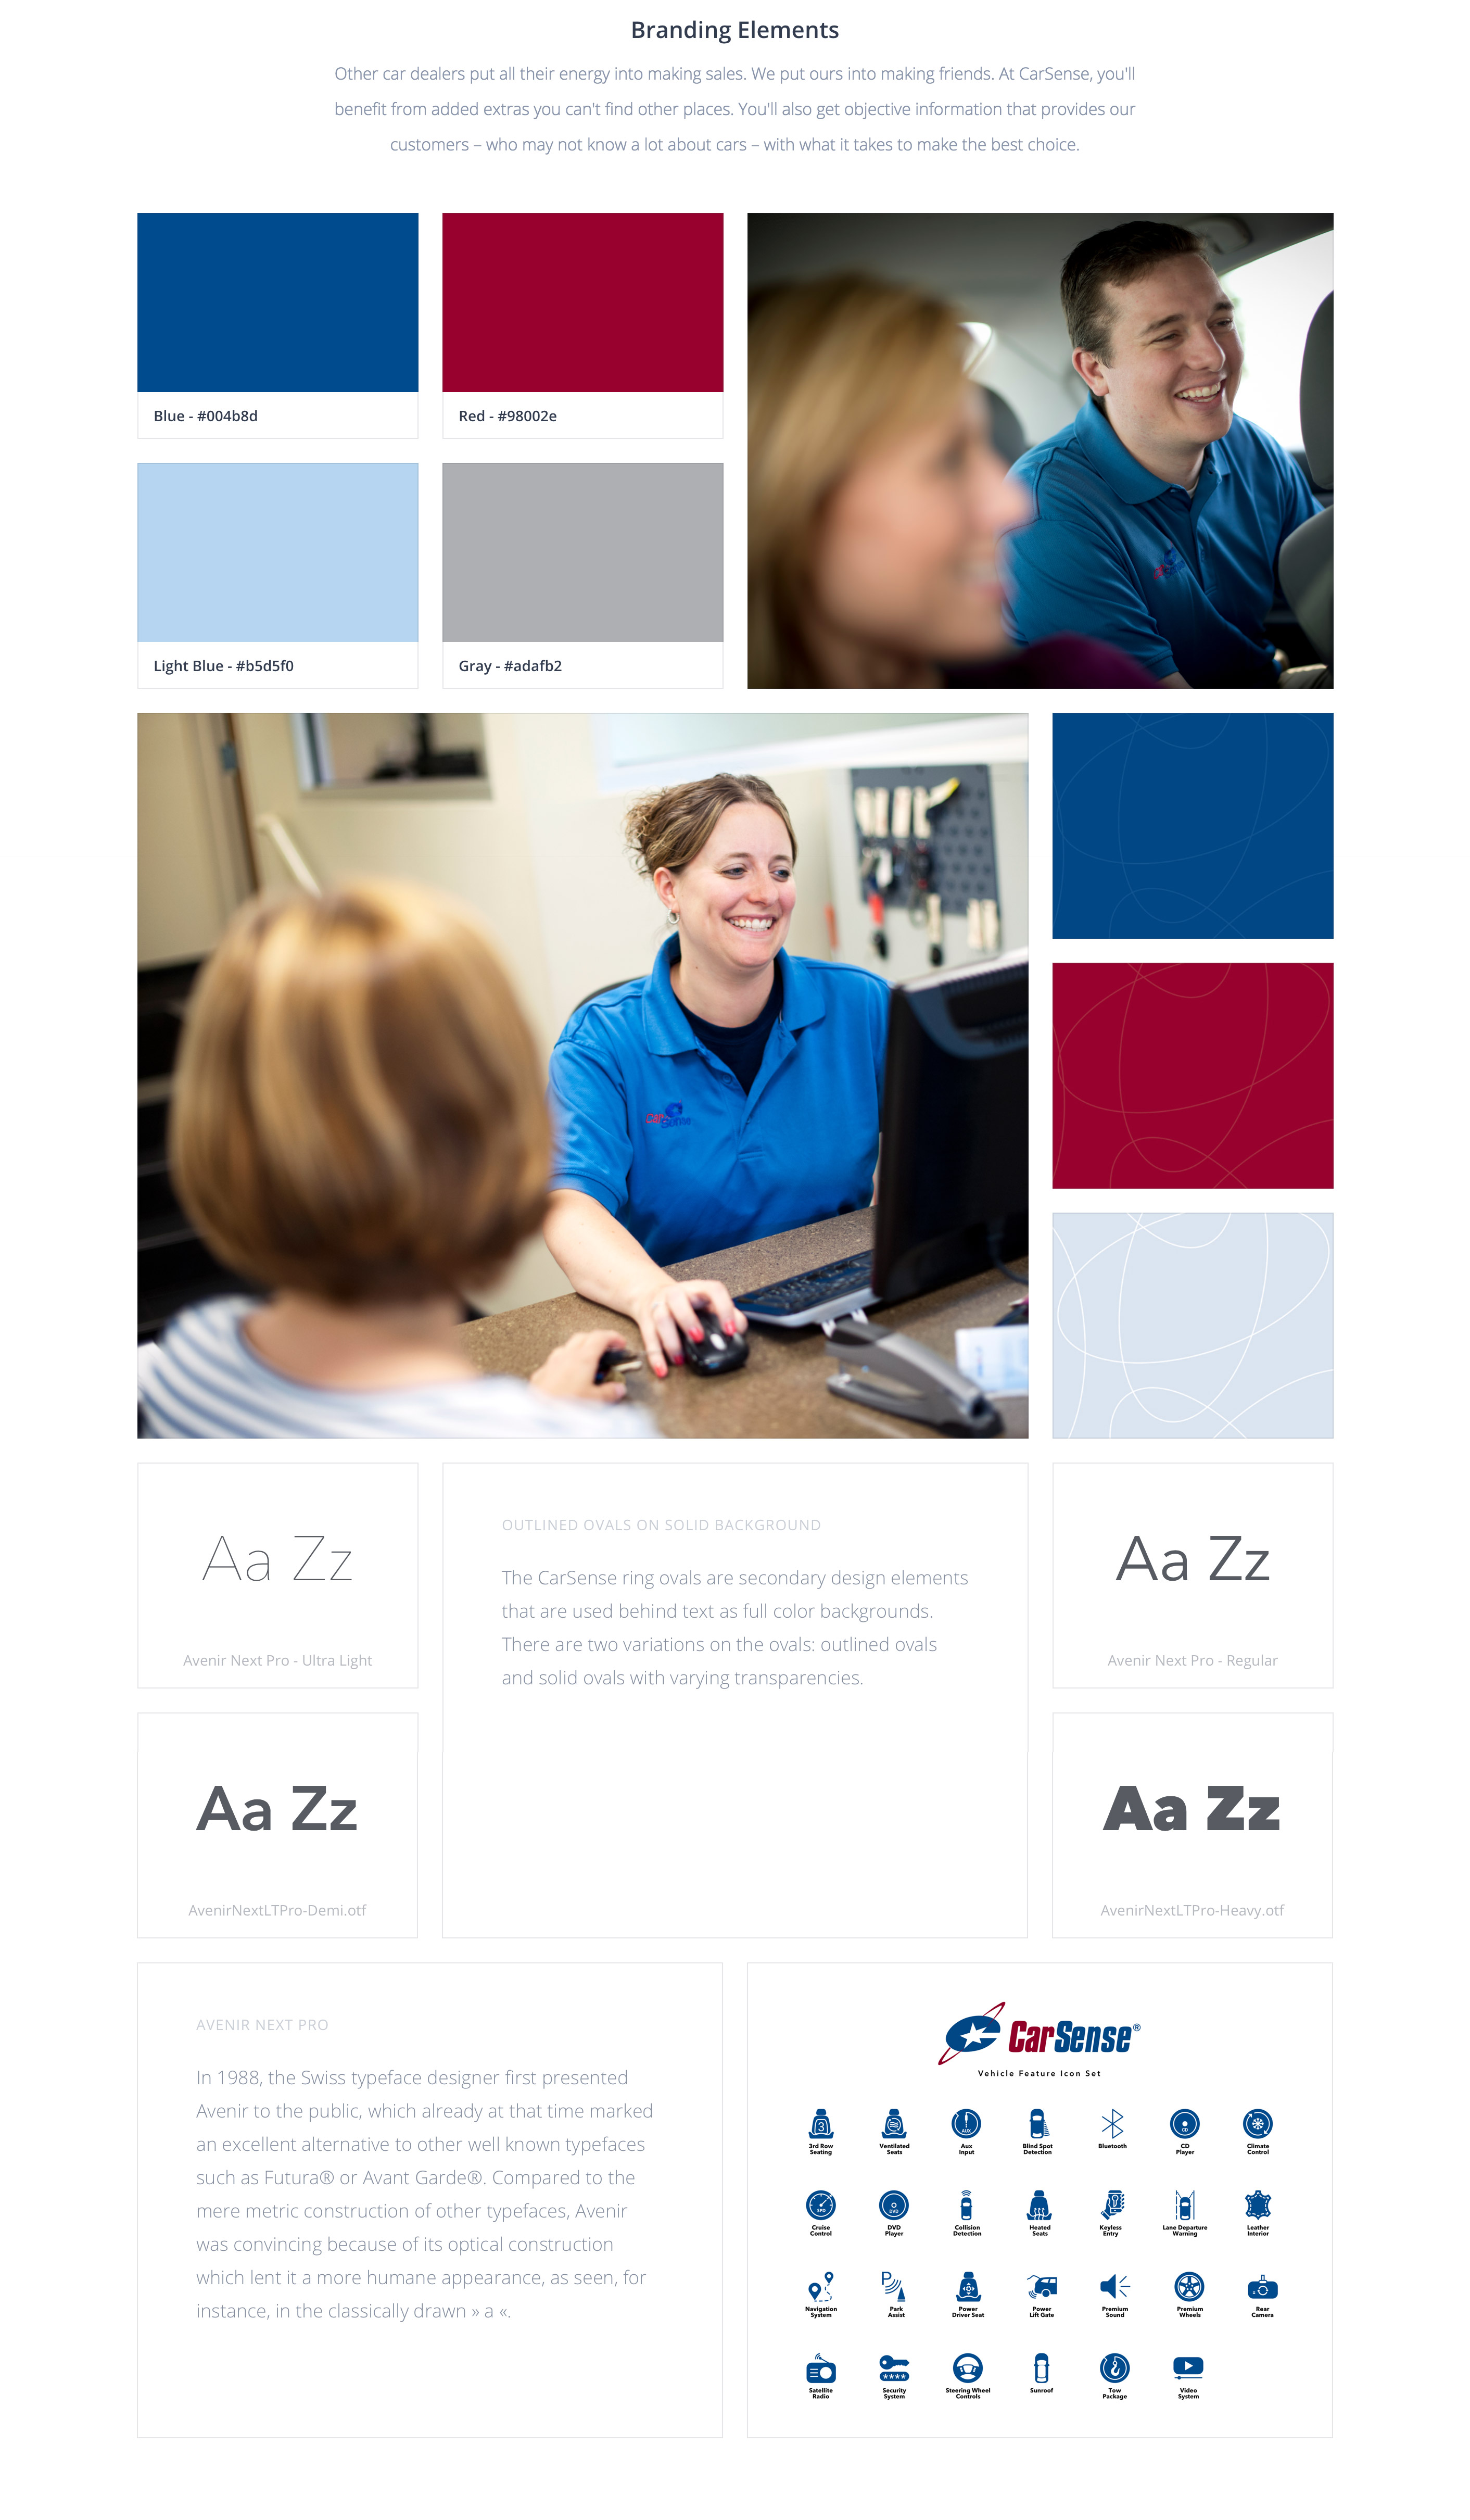 Branding Elements
Other car dealers put all their energy into making sales. We put ours into making friends. At CarSense, you'll
benefit from added extras you can't find other places. You'll also get objective information that provides our
customers – who may not know a lot about cars – with what it takes to make the best choice.
Blue - #004b8d
Red - #98002e
Light Blue - #b5d5f0
Gray - #adafb2
Car
Sense
Aa Zz
Avenir Next Pro - Ultra Light
OUTLINED OVALS ON SOLID BACKGROUND
The CarSense ring ovals are secondary design elements
that are used behind text as full color backgrounds.
There are two variations on the ovals: outlined ovals
and solid ovals with varying transparencies.
Aa Zz
Avenir Next Pro - Regular
Aa Zz
AvenirNextLTPro-Demi.otf
Aa Zz
AvenirNextLTPro-Heavy.otf
AVENIR NEXT PRO
In 1988, the Swiss typeface designer first presented
Avenir to the public, which already at that time marked
an excellent alternative to other well known typefaces
such as Futura® or Avant Garde®. Compared to the
mere metric construction of other typefaces, Avenir
was convincing because of its optical construction
which lent it a more humane appearance, as seen, for
instance, in the classically drawn » a «.
CarSense®
Vehicle Feature Icon Set
3
3rd Row
Seating
Ventilated
Seats
AUX
Aux
Input
Blind Spot
Detection
Bluetooth
CD
CD
Player
Climate
Control
SPD
Cruise
Control
DVD
DVD
Player
Collision
Detection
Heated
Seats
Keyless
Entry
Lane Departure
Warning
Leather
Interior
Navigation
System
P
Park
Assist
Power
Driver Seat
Power
Lift Gate
Premium
Sound
Premium
Wheels
Rear
Camera
Satellite
Radio
****
Security
System
Steering Wheel
Controls
Sunroof
Tow
Package
Video
System